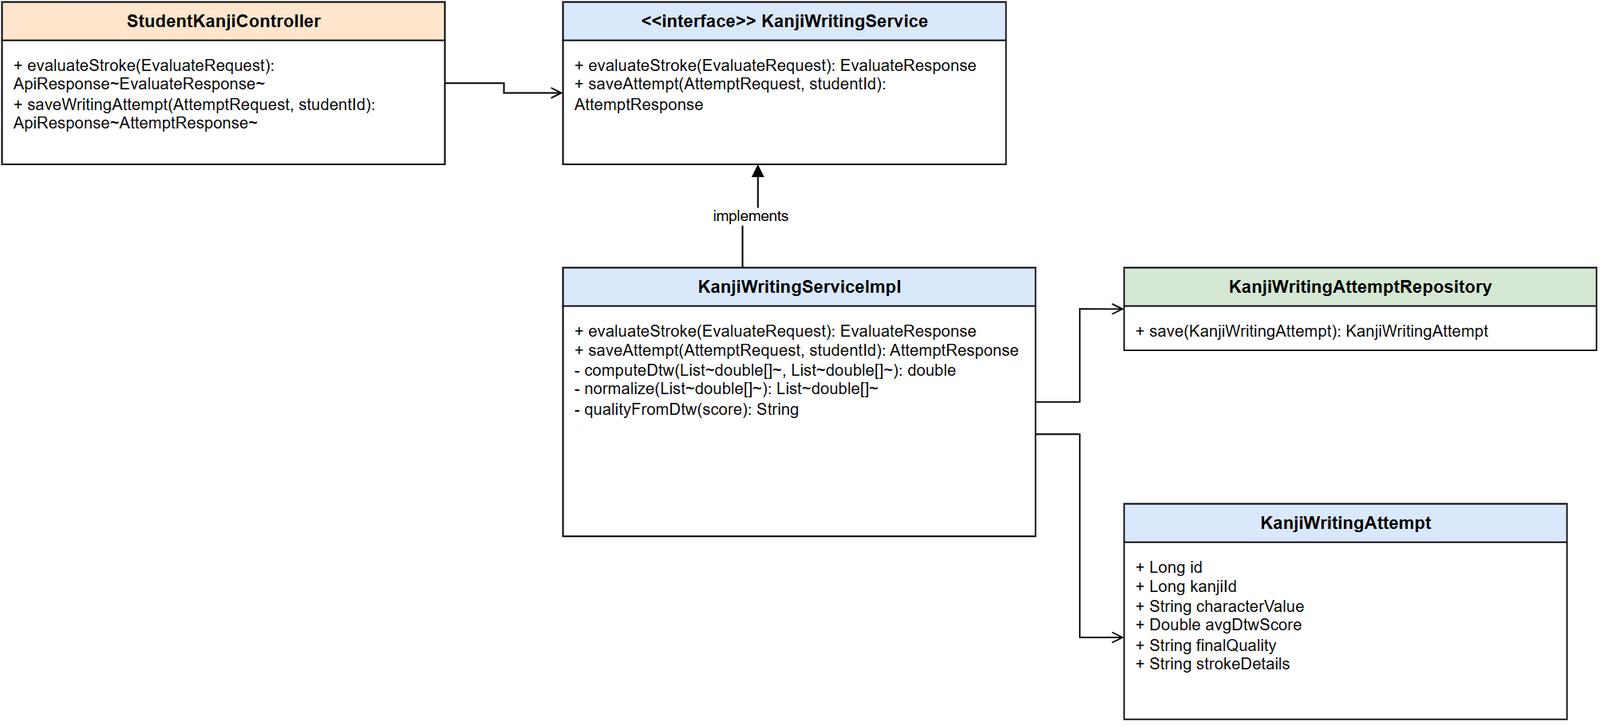 StudentKanjiController
+ evaluateStroke(EvaluateRequest):
ApiResponse~EvaluateResponse~
+ saveWritingAttempt(AttemptRequest, studentId):
ApiResponse~AttemptResponse~
<<interface>> KanjiWritingService
+ evaluateStroke(EvaluateRequest): EvaluateResponse
+ saveAttempt(AttemptRequest, studentId):
AttemptResponse
implements
KanjiWritingServiceImpl
+ evaluateStroke(EvaluateRequest): EvaluateResponse
+ saveAttempt(AttemptRequest, studentId): AttemptResponse
- computeDtw(List~double[]~, List~double[]~): double
- normalize(List~double[]~): List~double[]~
- qualityFromDtw(score): String
KanjiWritingAttemptRepository
+ save(KanjiWritingAttempt): KanjiWritingAttempt
KanjiWritingAttempt
+ Long id
+ Long kanjiId
+ String characterValue
+ Double avgDtwScore
+ String finalQuality
+ String strokeDetails